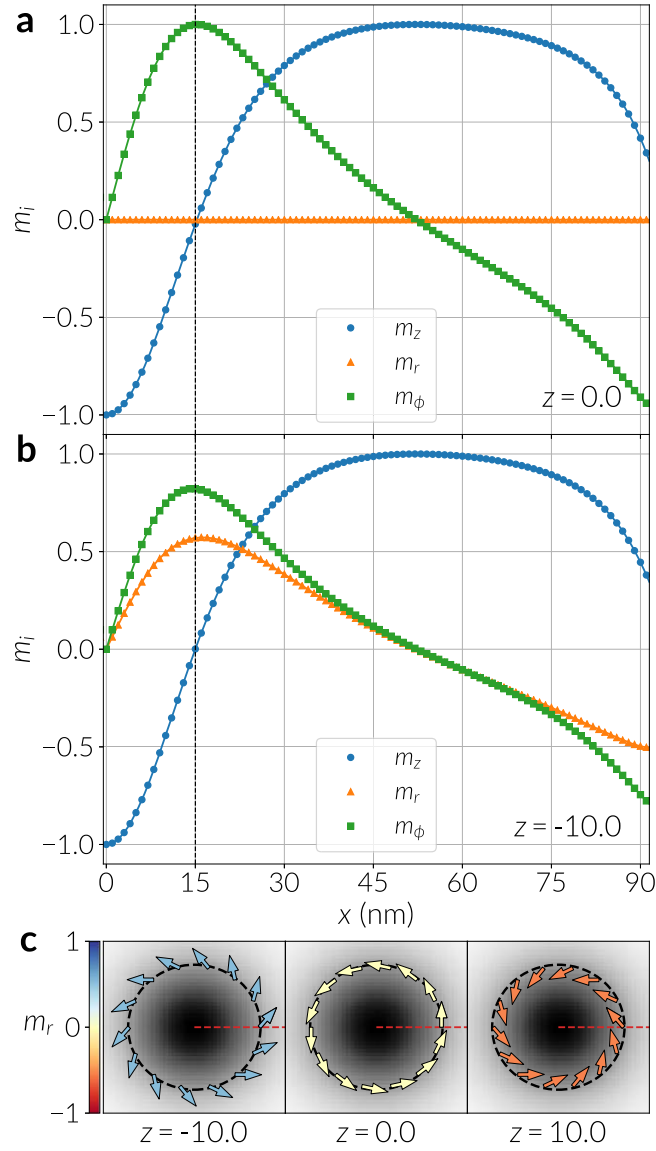 a
1.0
0.5
0.0
−0.5
−1.0
m_i
m_z
m_r
m_ϕ
z = 0.0
b
1.0
0.5
0.0
−0.5
−1.0
m_i
m_z
m_r
m_ϕ
z = -10.0
0 15 30 45 60 75 90
x (nm)
c
1
m_r 0
−1
z = -10.0 z = 0.0 z = 10.0